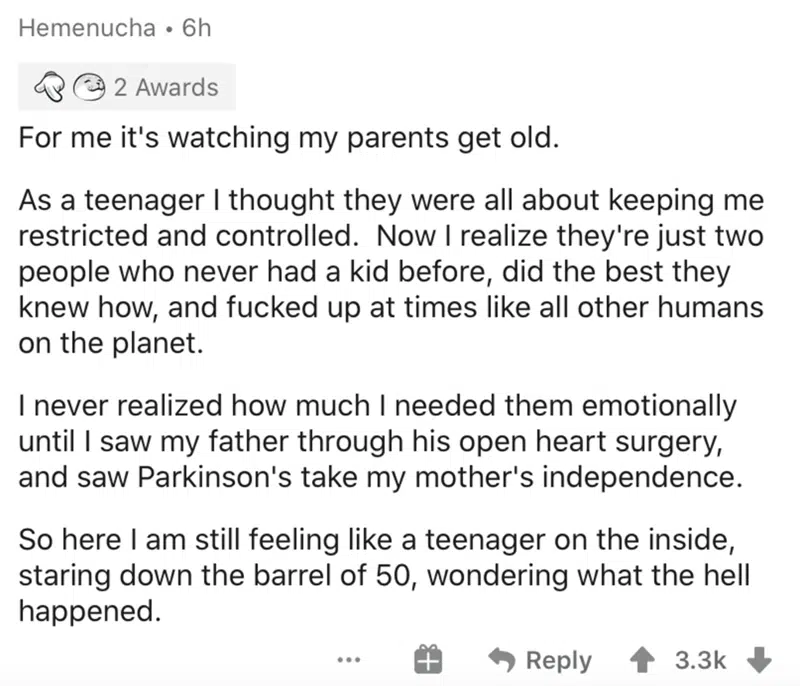 Hemenucha • 6h
2 Awards
For me it's watching my parents get old.
As a teenager I thought they were all about keeping me
restricted and controlled.  Now I realize they're just two
people who never had a kid before, did the best they
knew how, and fucked up at times like all other humans
on the planet.
I never realized how much I needed them emotionally
until I saw my father through his open heart surgery,
and saw Parkinson's take my mother's independence.
So here I am still feeling like a teenager on the inside,
staring down the barrel of 50, wondering what the hell
happened.
... Reply 3.3k